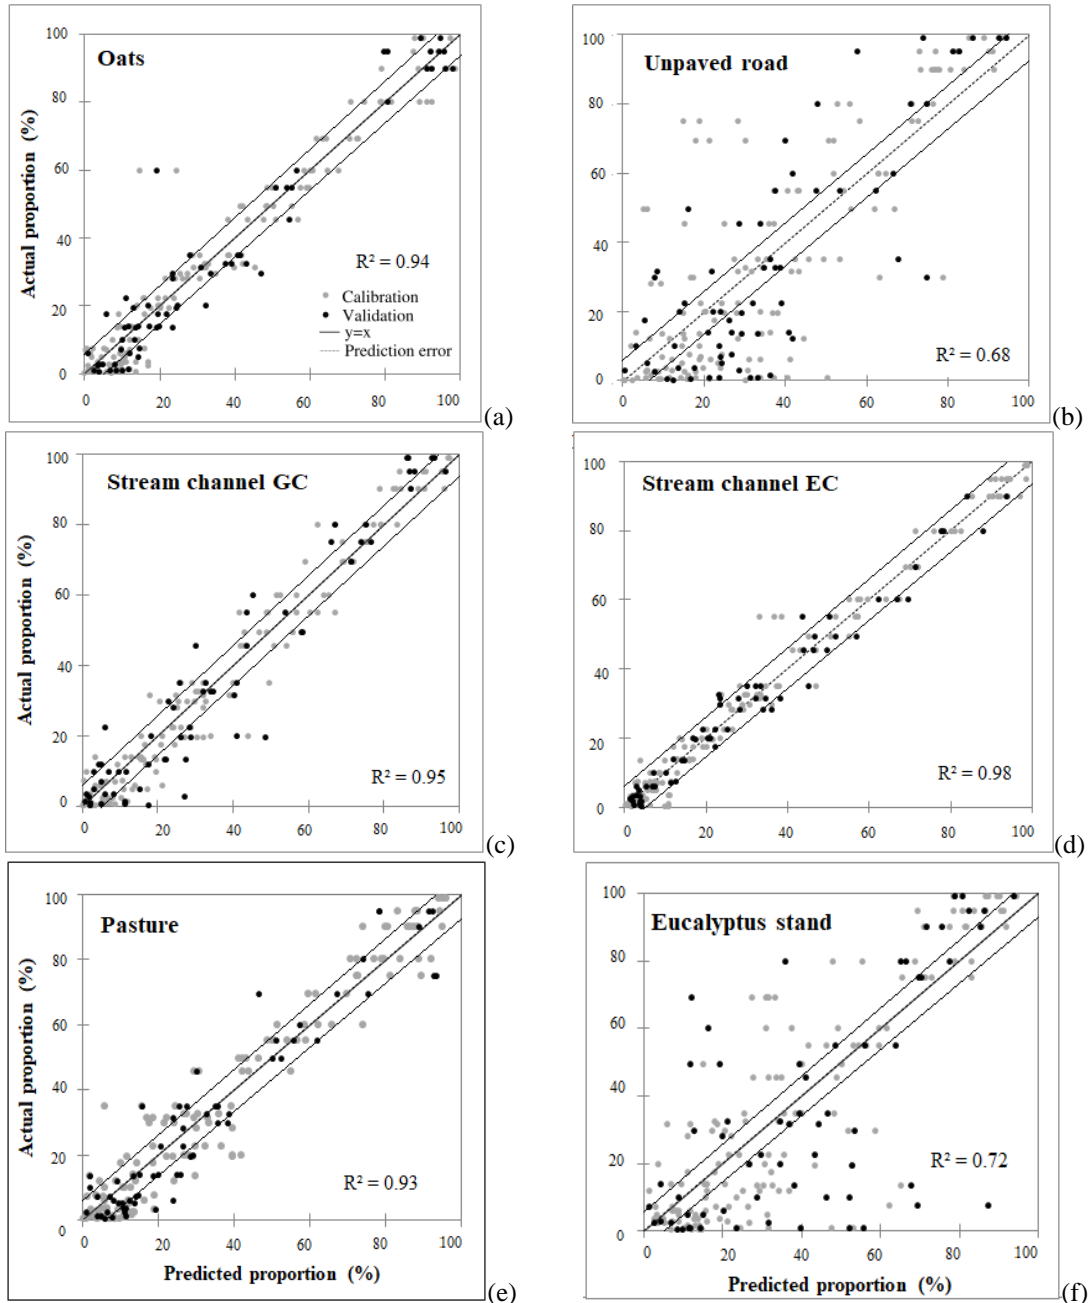 Oats
Actual proportion (%)
100
80
60
40
20
0
R² = 0.94
Calibration
Validation
y=x
Prediction error
0 20 40 60 80 100
(a)
Unpaved road
100
80
60
40
20
0
R² = 0.68
0 20 40 60 80 100
(b)
Stream channel GC
Actual proportion (%)
100
80
60
40
20
0
R² = 0.95
0 20 40 60 80 100
(c)
Stream channel EC
100
80
60
40
20
0
R² = 0.98
0 20 40 60 80 100
(d)
Pasture
Actual proportion (%)
100
80
60
40
20
0
R² = 0.93
0 20 40 60 80 100
Predicted proportion (%)
(e)
Eucalyptus stand
100
80
60
40
20
0
R² = 0.72
0 20 40 60 80 100
Predicted proportion (%)
(f)